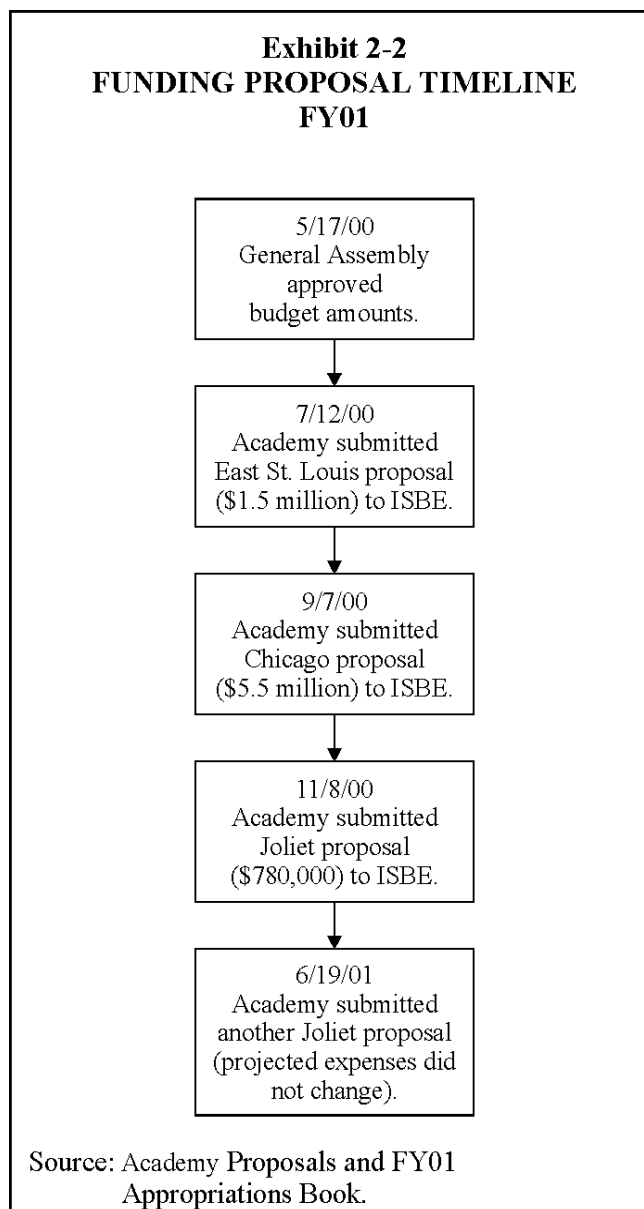 Exhibit 2-2
FUNDING PROPOSAL TIMELINE
FY01
5/17/00
General Assembly
approved
budget amounts.
7/12/00
Academy submitted
East St. Louis proposal
($1.5 million) to ISBE.
9/7/00
Academy submitted
Chicago proposal
($5.5 million) to ISBE.
11/8/00
Academy submitted
Joliet proposal
($780,000) to ISBE.
6/19/01
Academy submitted
another Joliet proposal
(projected expenses did
not change).
Source: Academy Proposals and FY01
Appropriations Book.